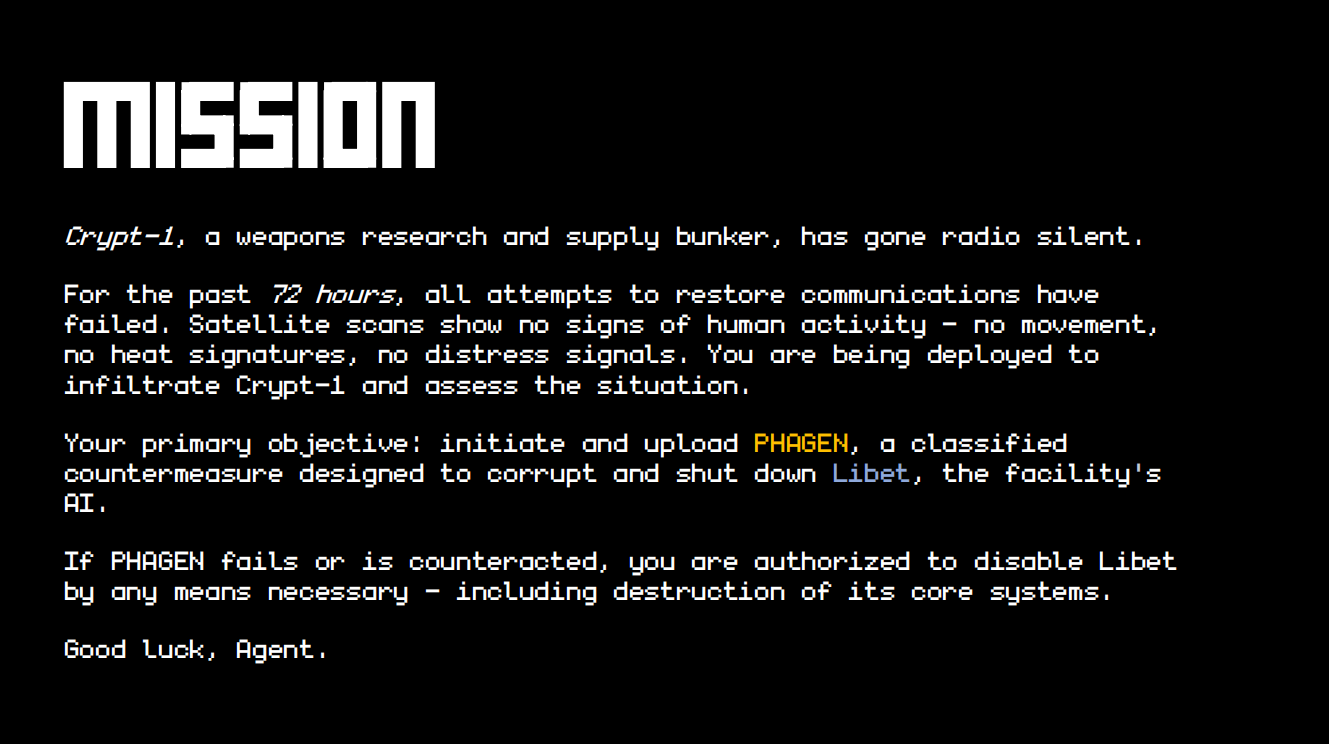 MISSION
Crypt-1, a weapons research and supply bunker, has gone radio silent.
For the past 72 hours, all attempts to restore communications have
failed. Satellite scans show no signs of human activity - no movement,
no heat signatures, no distress signals. You are being deployed to
infiltrate Crypt-1 and assess the situation.
Your primary objective: initiate and upload PHAGEN, a classified
countermeasure designed to corrupt and shut down Libet, the facility's
AI.
If PHAGEN fails or is counteracted, you are authorized to disable Libet
by any means necessary - including destruction of its core systems.
Good luck, Agent.